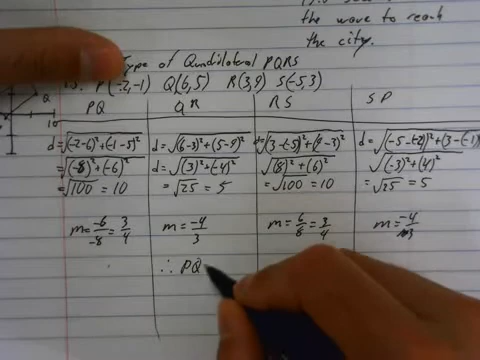 the wave to reach
the city.
Type of Quadrilateral PQRS
P(-2,-1) Q(6,5) R(3,9) S(-5,3)
Q
10
PQ QR RS SP
d=√(-2-6)²+(-1-5)² d=√(6-3)²+(5-9)² d=√(3-(-5))²+(9-3)² d=√(-5-(-2))²+(3-(-1))
=√(-8)²+(-6)² d=√(3)²+(-4)² =√(8)²+(6)² =√(-3)²+(4)²
=√100 = 10 =√25 = 5 =√100 = 10 =√25 = 5
m=-6/-8=3/4 m=-4/3 m=6/8=3/4 m=-4/3
∴ PQ